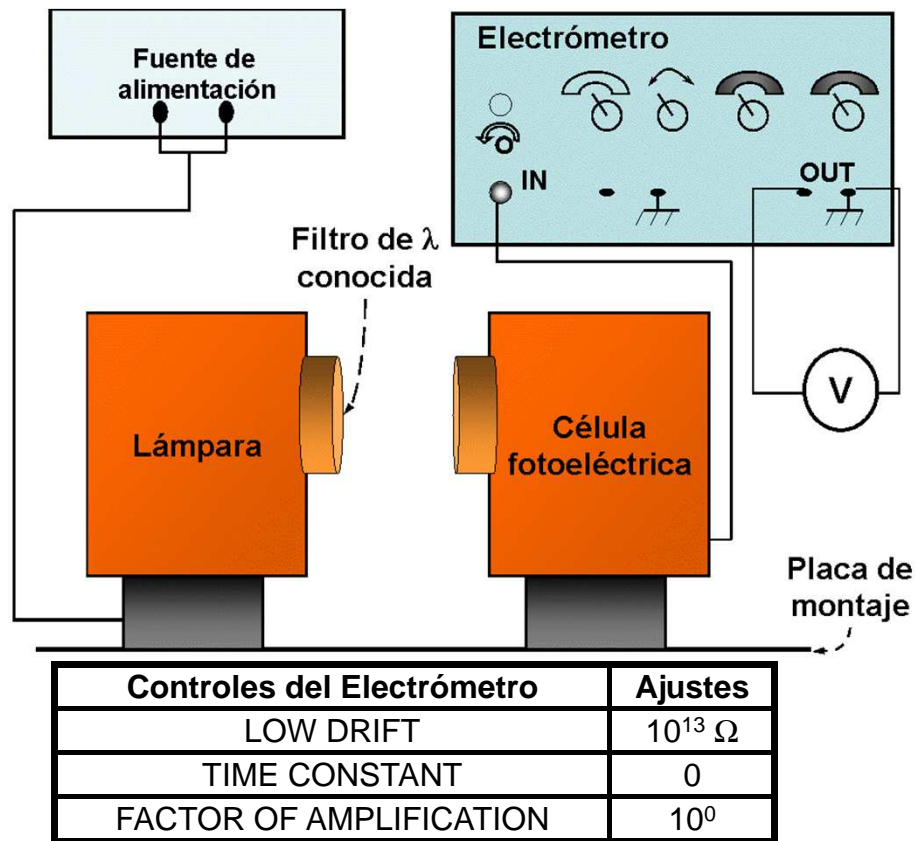 Fuente de
alimentación
Electrómetro
IN
OUT
Filtro de λ
conocida
Lámpara
Célula
fotoeléctrica
V
Placa de
montaje
Controles del Electrómetro Ajustes
LOW DRIFT 10¹³ Ω
TIME CONSTANT 0
FACTOR OF AMPLIFICATION 10⁰